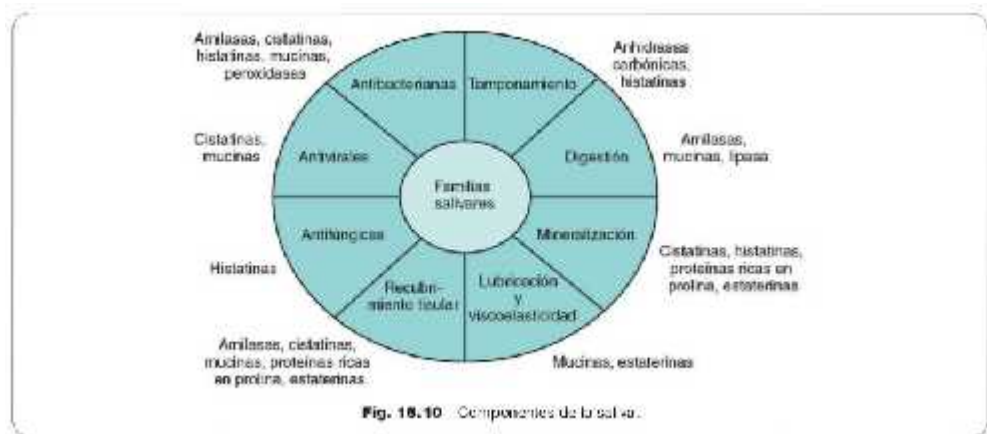 Amilasas, cistatinas,
histatinas, mucinas,
peroxidasas
Anhidrasas
carbónicas,
histatinas
Antibacterianas
Tamponamiento
Cistatinas,
mucinas
Antivirales
Digestión
Amilasas,
mucinas, lipasa
Familias
salivares
Antifúngicas
Mineralización
Histatinas
Cistatinas, histatinas,
proteínas ricas en
prolina, estaterinas
Recubri-
miento tisular
Lubricación
y
viscoelasticidad
Amilasas, cistatinas,
mucinas, proteínas ricas
en prolina, estaterinas
Mucinas, estaterinas
Fig. 18.10 Componentes de la saliva.